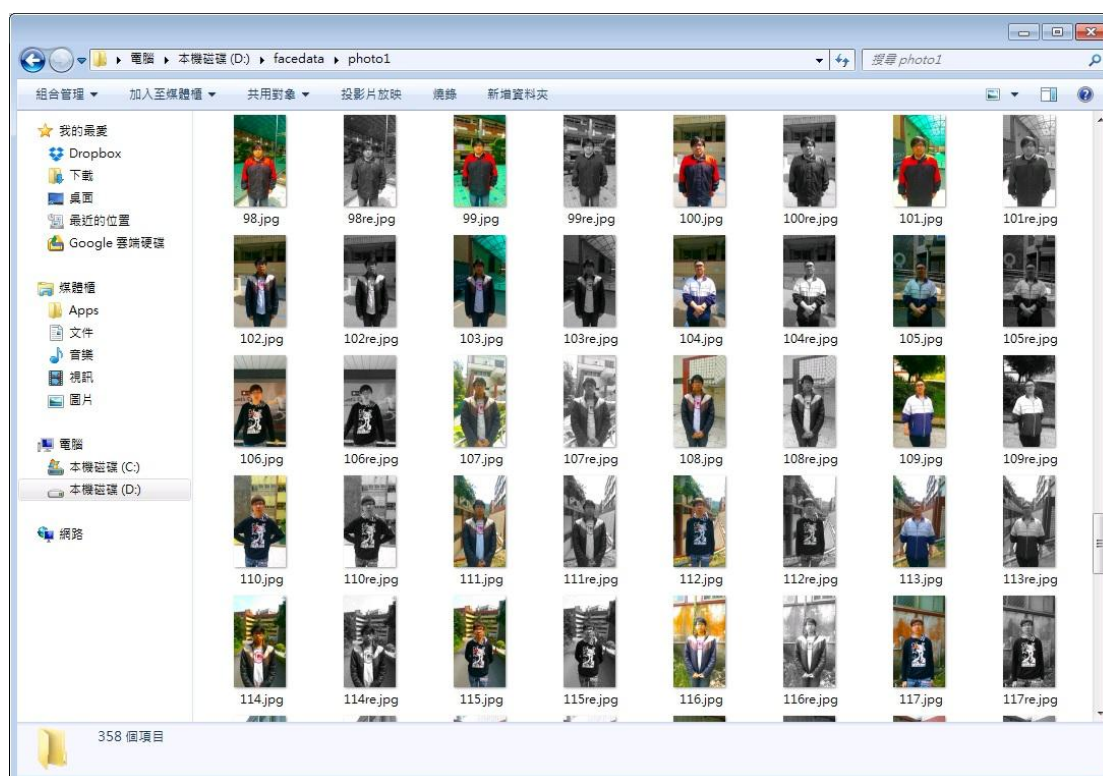 電腦 本機磁碟 (D:) facedata photo1 搜尋 photo1
組合管理 加入至媒體櫃 共用對象 投影片放映 燒錄 新增資料夾
我的最愛
Dropbox
下載
桌面
最近的位置
Google 雲端硬碟
媒體櫃
Apps
文件
音樂
視訊
圖片
電腦
本機磁碟 (C:)
本機磁碟 (D:)
網路
98.jpg 98re.jpg 99.jpg 99re.jpg 100.jpg 100re.jpg 101.jpg 101re.jpg
102.jpg 102re.jpg 103.jpg 103re.jpg 104.jpg 104re.jpg 105.jpg 105re.jpg
106.jpg 106re.jpg 107.jpg 107re.jpg 108.jpg 108re.jpg 109.jpg 109re.jpg
110.jpg 110re.jpg 111.jpg 111re.jpg 112.jpg 112re.jpg 113.jpg 113re.jpg
114.jpg 114re.jpg 115.jpg 115re.jpg 116.jpg 116re.jpg 117.jpg 117re.jpg
358 個項目